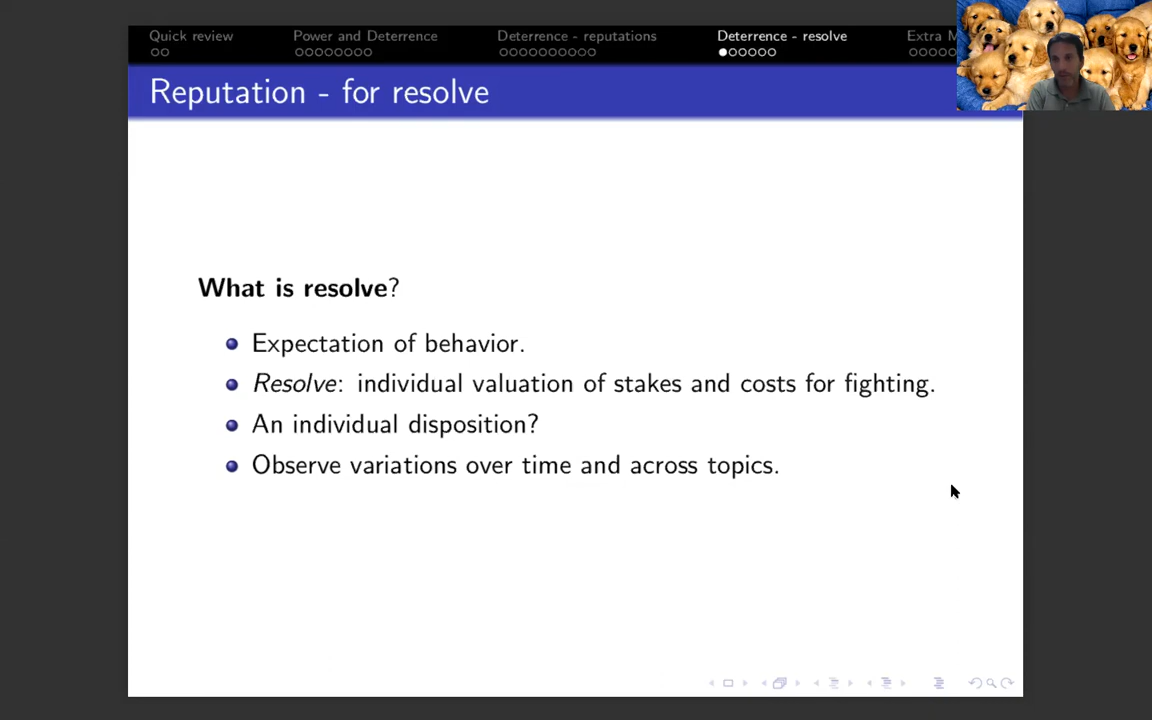 Quick review
Power and Deterrence
Deterrence - reputations
Deterrence - resolve
Extra M
Reputation - for resolve
What is resolve?
Expectation of behavior.
Resolve: individual valuation of stakes and costs for fighting.
An individual disposition?
Observe variations over time and across topics.